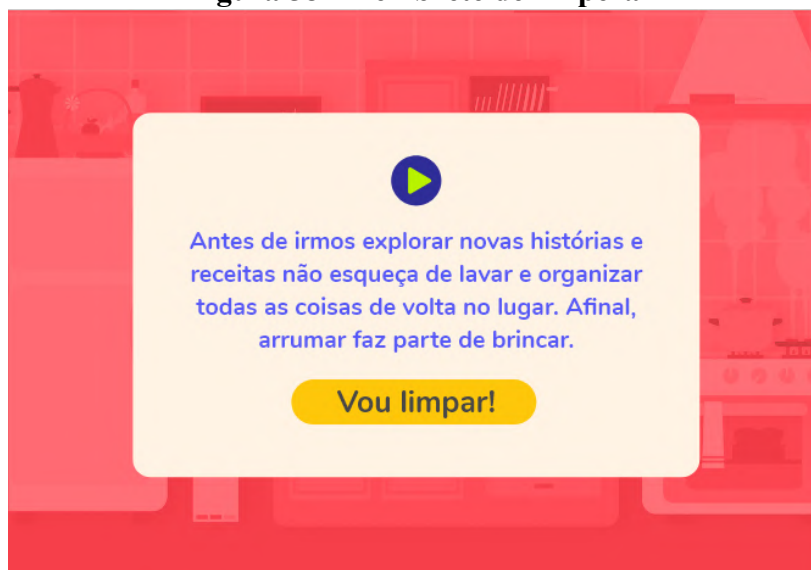 Antes de irmos explorar novas histórias e
receitas não esqueça de lavar e organizar
todas as coisas de volta no lugar. Afinal,
arrumar faz parte de brincar.
Vou limpar!